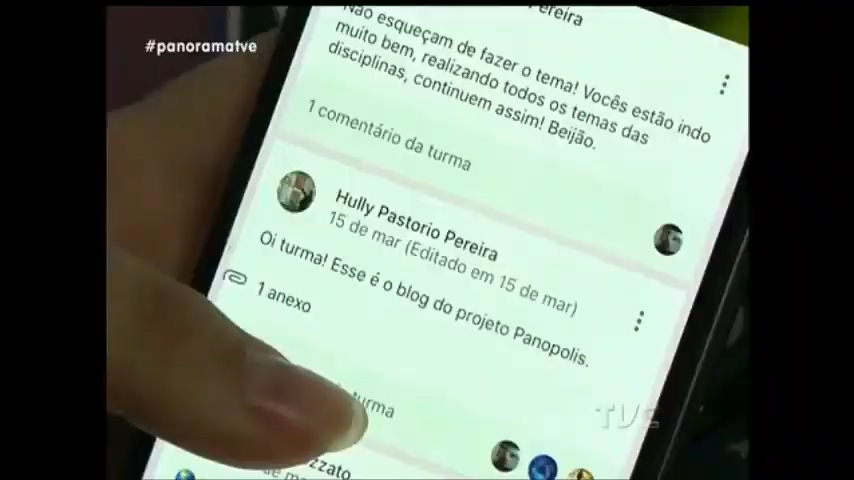 #panoramatve
Pereira
Não esqueçam de fazer o tema! Vocês estão indo
muito bem, realizando todos os temas das
disciplinas, continuem assim! Beijão.
1 comentário da turma
Hully Pastorio Pereira
15 de mar (Editado em 15 de mar)
Oi turma! Esse é o blog do projeto Panopolis.
1 anexo
turma
TVE